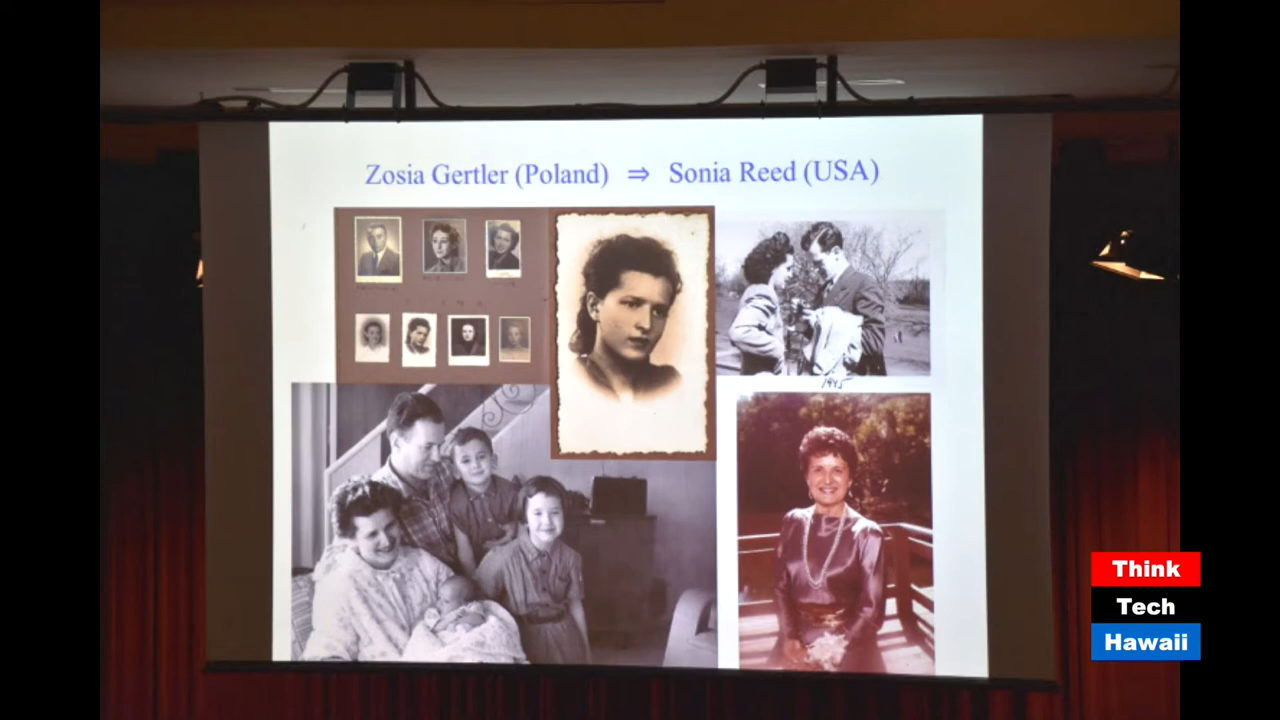 Zosia Gertler (Poland) ⇒ Sonia Reed (USA)
1945
Think
Tech
Hawaii